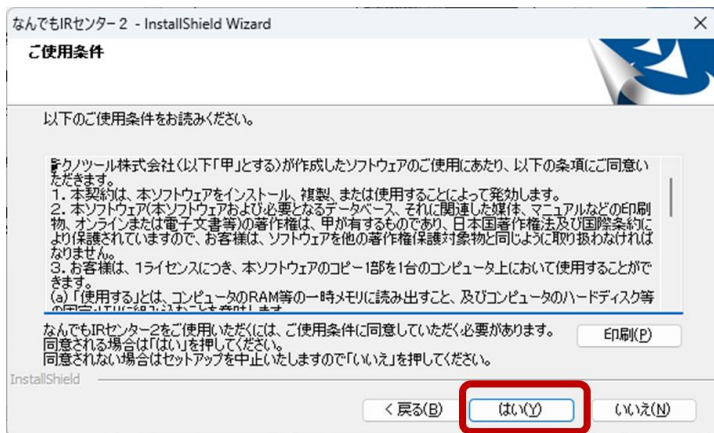 なんでもIRセンター2 - InstallShield Wizard
ご使用条件
以下のご使用条件をお読みください。
テクノツール株式会社(以下「甲」とする)が作成したソフトウェアのご使用にあたり、以下の条項にご同意い
ただきます。
1. 本契約は、本ソフトウェアをインストール、複製、または使用することによって発効します。
2. 本ソフトウェア(本ソフトウェアおよび必要となるデータベース、それに関連した媒体、マニュアルなどの印刷
物、オンラインまたは電子文書等)の著作権は、甲が有するものであり、日本国著作権法及び国際条約に
より保護されていますので、お客様は、ソフトウェアを他の著作権保護対象物と同じように取り扱わなければ
なりません。
3. お客様は、1ライセンスにつき、本ソフトウェアのコピー1部を1台のコンピュータ上において使用することがで
きます。
(a) 「使用する」とは、コンピュータのRAM等の一時メモリに読み出すこと、及びコンピュータのハードディスク等
なんでもIRセンター2をご使用いただくには、ご使用条件に同意していただく必要があります。
同意される場合は「はい」を押してください。
同意されない場合はセットアップを中止いたしますので「いいえ」を押してください。
印刷(P)
InstallShield
< 戻る(B)
はい(Y)
いいえ(N)